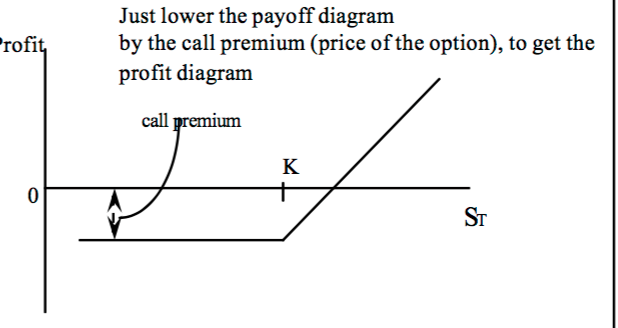 Just lower the payoff diagram
Profit
by the call premium (price of the option), to get the
profit diagram
call premium
K
0
ST